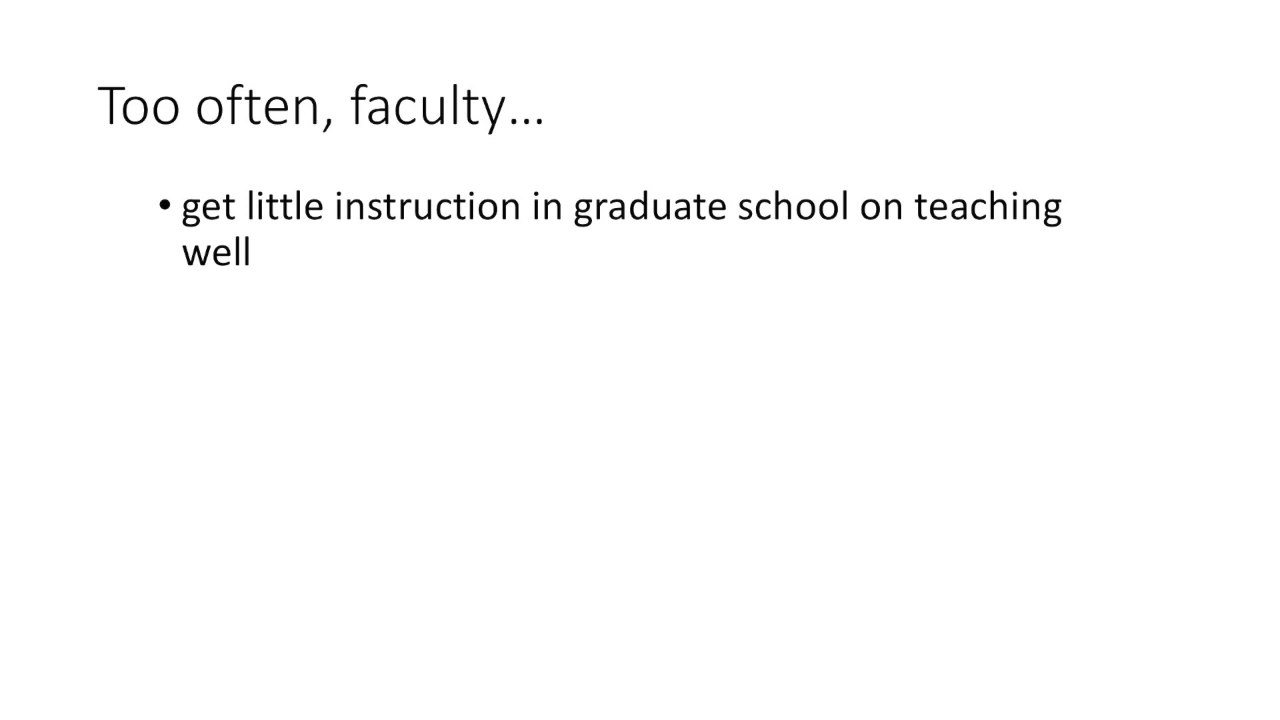 Too often, faculty…
• get little instruction in graduate school on teaching
well